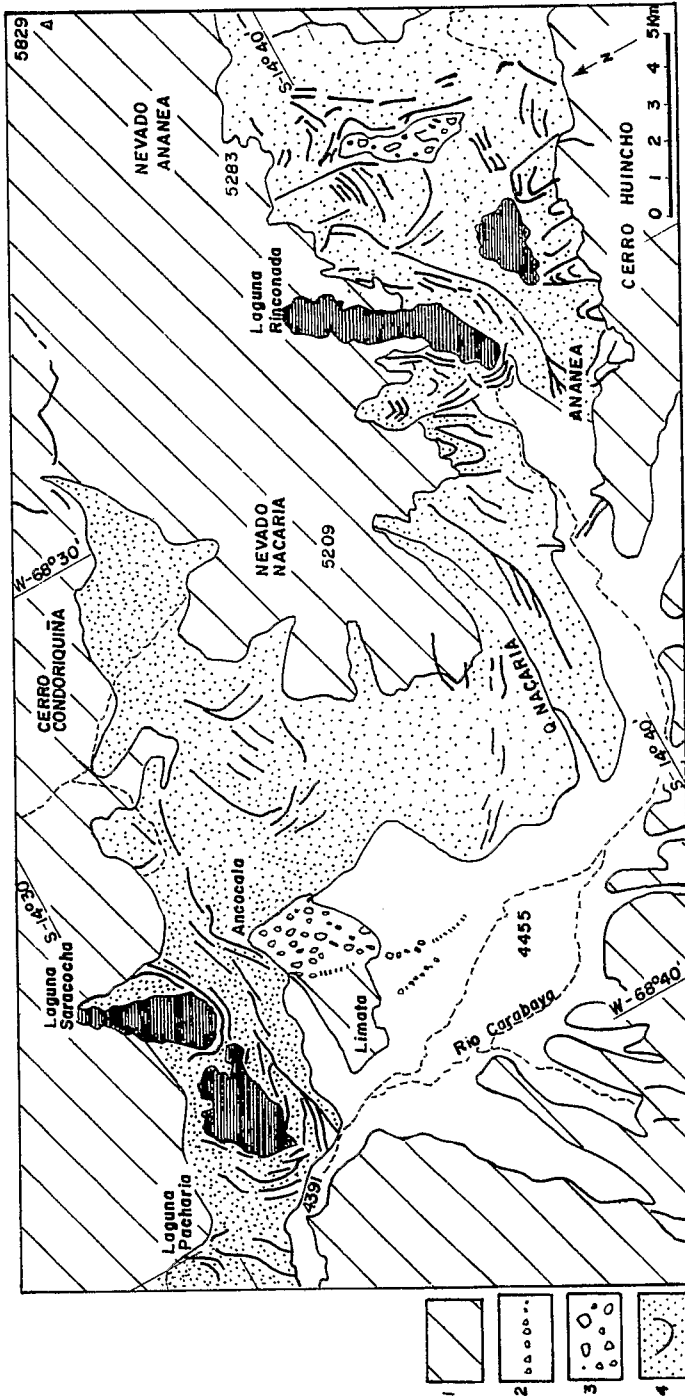 5829
NEVADO
ANANEA
5283
S-14°40'
Laguna
Rinconada
ANANEA
CERRO HUINCHO
N
0 1 2 3 4 5Km
W-68°30'
CERRO
CONDORIQUIÑA
NEVADO
NACARIA
5209
Q. NACARIA
S-14°40'
S-14°30'
Laguna
Saracocha
Ancocala
Limata
4455
Rio Carabaya
W-68°40'
Laguna
Pacharia
4391
1
2
3
4